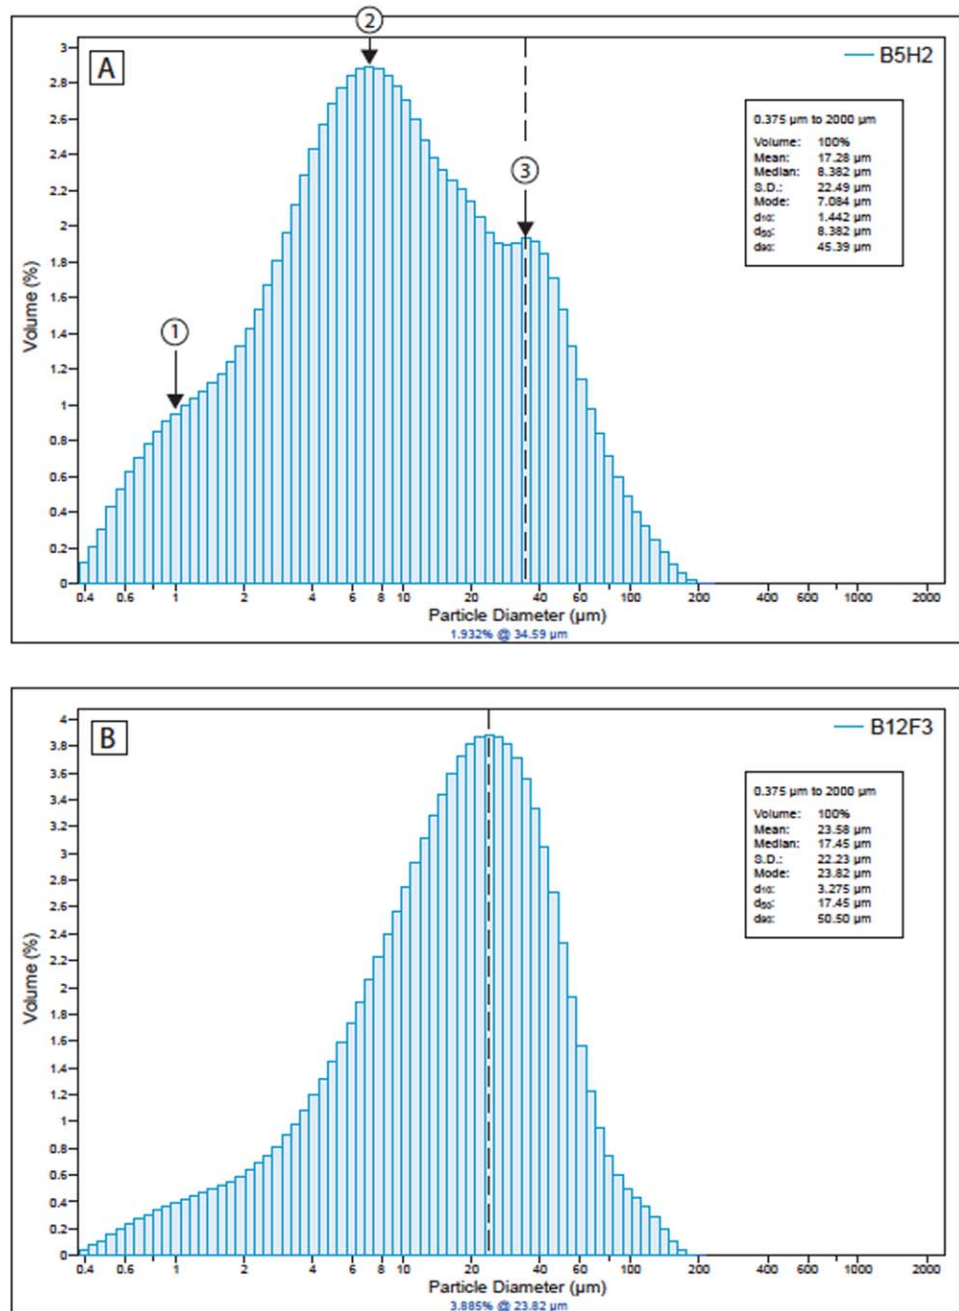 2
A
B5H2
3
2.8
2.6
2.4
2.2
2
1.8
1.6
1.4
1.2
1
0.8
0.6
0.4
0.2
0
Volume (%)
1
3
0.375 µm to 2000 µm
Volume: 100%
Mean: 17.28 µm
Median: 8.382 µm
S.D.: 22.49 µm
Mode: 7.084 µm
d₁₀: 1.442 µm
d₅₀: 8.382 µm
d₉₀: 45.39 µm
0.4 0.6 1 2 4 6 8 10 20 40 60 100 200 400 600 1000 2000
Particle Diameter (µm)
1.932% @ 34.59 µm
B
B12F3
4
3.8
3.6
3.4
3.2
3
2.8
2.6
2.4
2.2
2
1.8
1.6
1.4
1.2
1
0.8
0.6
0.4
0.2
0
Volume (%)
0.375 µm to 2000 µm
Volume: 100%
Mean: 23.58 µm
Median: 17.45 µm
S.D.: 22.23 µm
Mode: 23.82 µm
d₁₀: 3.275 µm
d₅₀: 17.45 µm
d₉₀: 50.50 µm
0.4 0.6 1 2 4 6 8 10 20 40 60 100 200 400 600 1000 2000
Particle Diameter (µm)
3.885% @ 23.82 µm